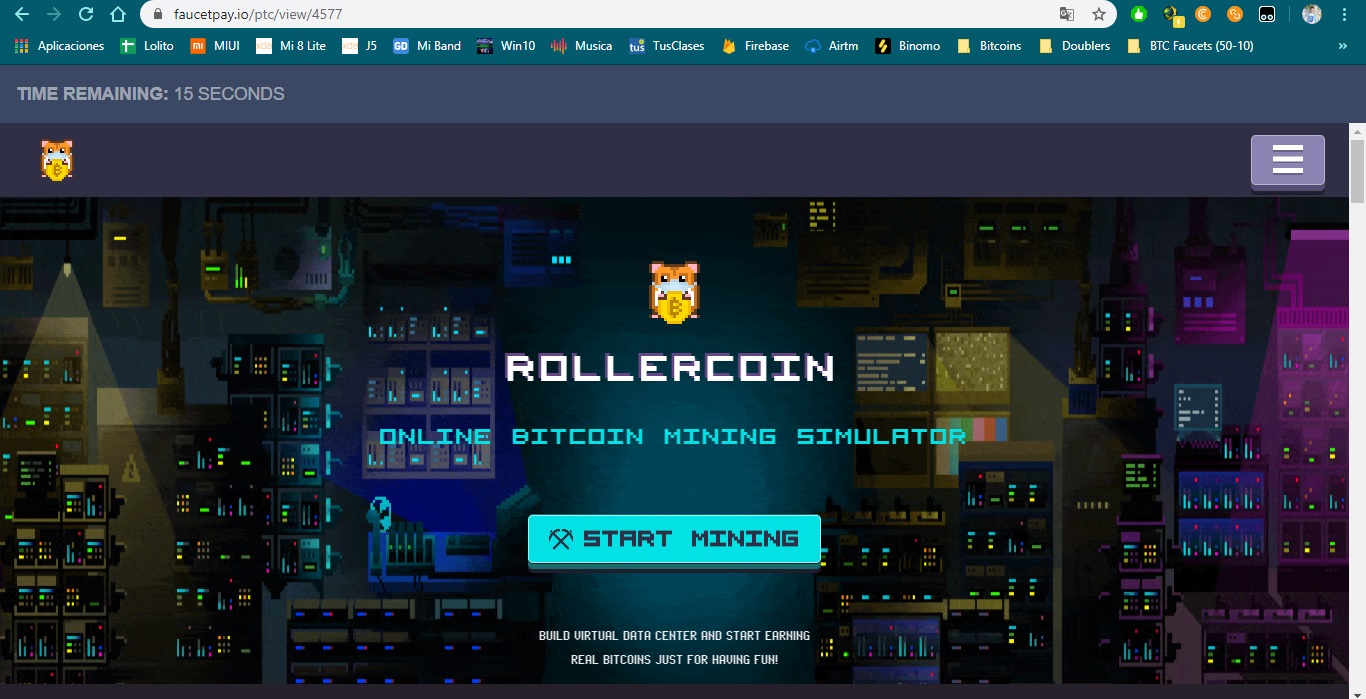 faucetpay.io/ptc/view/4577
Aplicaciones Lolito MIUI Mi 8 Lite J5 Mi Band Win10 Musica TusClases Firebase Airtm Binomo Bitcoins Doublers BTC Faucets (50-10) »
TIME REMAINING: 15 SECONDS
ROLLERCOIN
ONLINE BITCOIN MINING SIMULATOR
START MINING
BUILD VIRTUAL DATA CENTER AND START EARNING
REAL BITCOINS JUST FOR HAVING FUN!